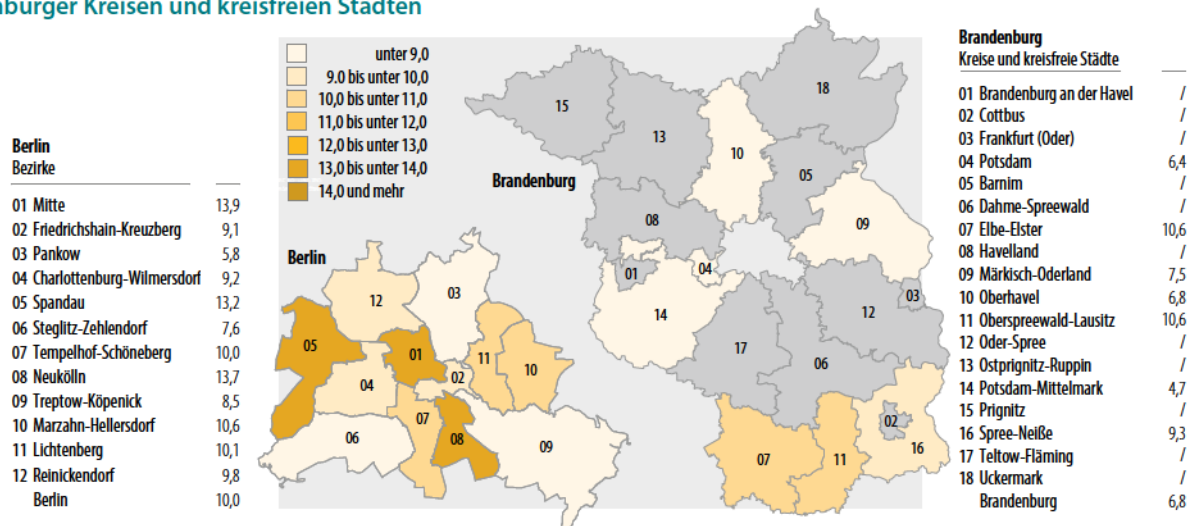 burger Kreisen und kreisfreien Städten
unter 9,0
9.0 bis unter 10,0
10,0 bis unter 11,0
11,0 bis unter 12,0
12,0 bis unter 13,0
13,0 bis unter 14,0
14,0 und mehr
Berlin
Bezirke
01 Mitte 13,9
02 Friedrichshain-Kreuzberg 9,1
03 Pankow 5,8
04 Charlottenburg-Wilmersdorf 9,2
05 Spandau 13,2
06 Steglitz-Zehlendorf 7,6
07 Tempelhof-Schöneberg 10,0
08 Neukölln 13,7
09 Treptow-Köpenick 8,5
10 Marzahn-Hellersdorf 10,6
11 Lichtenberg 10,1
12 Reinickendorf 9,8
Berlin 10,0
Berlin
12
03
05
01
11
10
04
02
07
06
08
09
Brandenburg
15
18
13
10
05
08
09
01
04
03
14
12
17
06
02
07
11
16
Brandenburg
Kreise und kreisfreie Städte
01 Brandenburg an der Havel /
02 Cottbus /
03 Frankfurt (Oder) /
04 Potsdam 6,4
05 Barnim /
06 Dahme-Spreewald /
07 Elbe-Elster 10,6
08 Havelland /
09 Märkisch-Oderland 7,5
10 Oberhavel 6,8
11 Oberspreewald-Lausitz 10,6
12 Oder-Spree /
13 Ostprignitz-Ruppin /
14 Potsdam-Mittelmark 4,7
15 Prignitz /
16 Spree-Neiße 9,3
17 Teltow-Fläming /
18 Uckermark /
Brandenburg 6,8